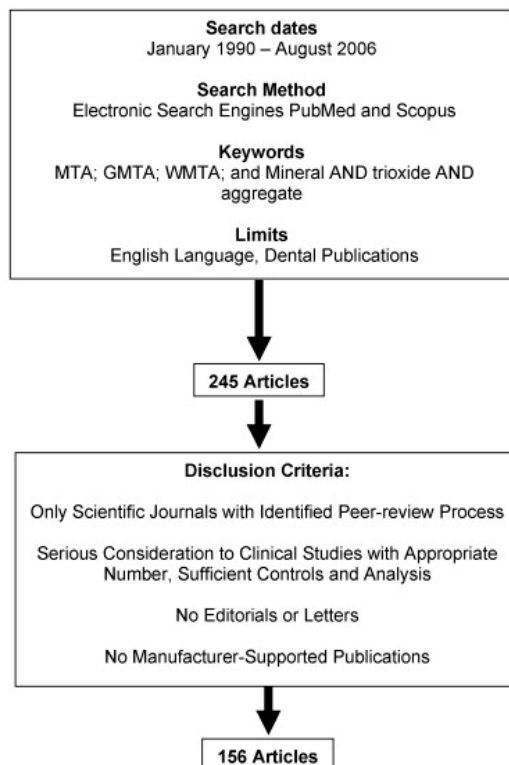 Search dates
January 1990 – August 2006
Search Method
Electronic Search Engines PubMed and Scopus
Keywords
MTA; GMTA; WMTA; and Mineral AND trioxide AND
aggregate
Limits
English Language, Dental Publications
245 Articles
Disclusion Criteria:
Only Scientific Journals with Identified Peer-review Process
Serious Consideration to Clinical Studies with Appropriate
Number, Sufficient Controls and Analysis
No Editorials or Letters
No Manufacturer-Supported Publications
156 Articles